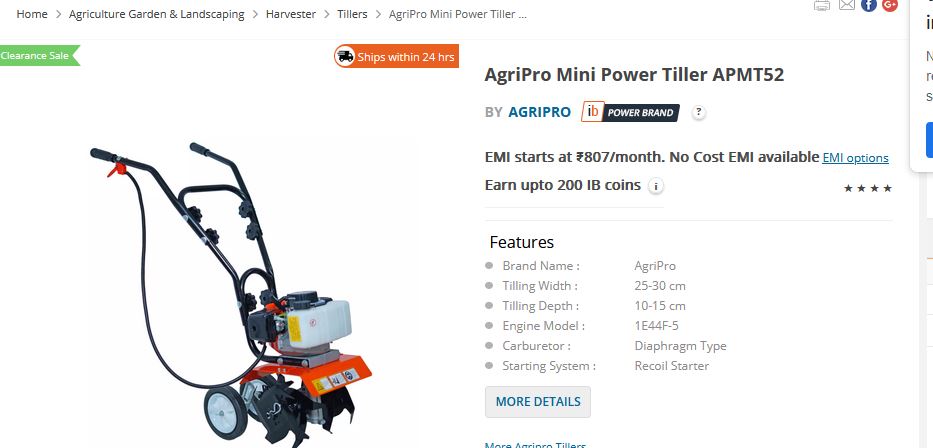 Home > Agriculture Garden & Landscaping > Harvester > Tillers > AgriPro Mini Power Tiller ...
Clearance Sale
Ships within 24 hrs
AgriPro Mini Power Tiller APMT52
BY AGRIPRO ib POWER BRAND ?
EMI starts at ₹807/month. No Cost EMI available EMI options
Earn upto 200 IB coins i
Features
Brand Name : AgriPro
Tilling Width : 25-30 cm
Tilling Depth : 10-15 cm
Engine Model : 1E44F-5
Carburetor : Diaphragm Type
Starting System : Recoil Starter
MORE DETAILS
More Agripro Tillers